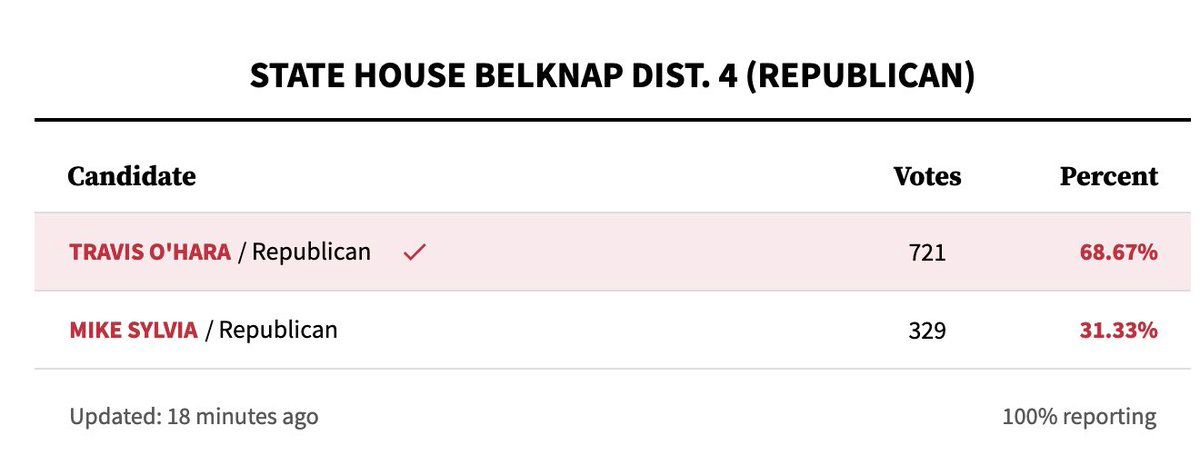 STATE HOUSE BELKNAP DIST. 4 (REPUBLICAN)
Candidate Votes Percent
TRAVIS O'HARA / Republican ✓ 721 68.67%
MIKE SYLVIA / Republican 329 31.33%
Updated: 18 minutes ago 100% reporting